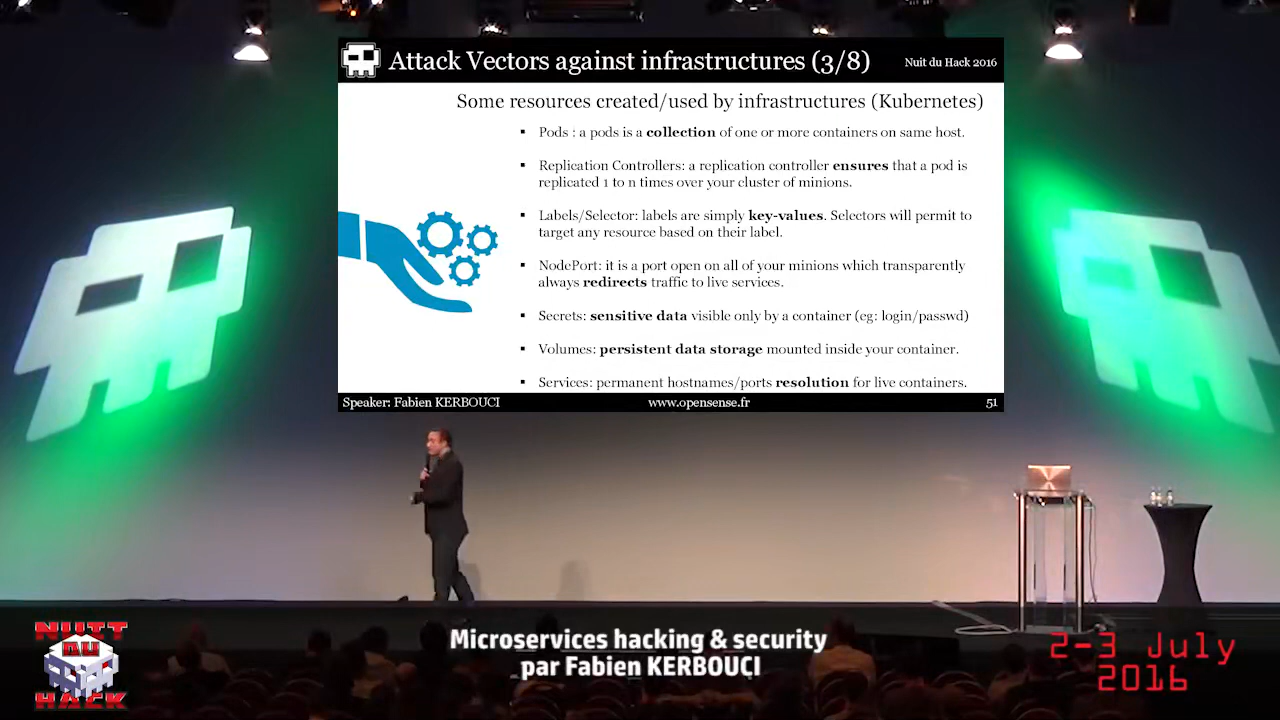 Attack Vectors against infrastructures (3/8)
Nuit du Hack 2016
Some resources created/used by infrastructures (Kubernetes)
▪ Pods : a pods is a collection of one or more containers on same host.
▪ Replication Controllers: a replication controller ensures that a pod is
replicated 1 to n times over your cluster of minions.
▪ Labels/Selector: labels are simply key-values. Selectors will permit to
target any resource based on their label.
▪ NodePort: it is a port open on all of your minions which transparently
always redirects traffic to live services.
▪ Secrets: sensitive data visible only by a container (eg: login/passwd)
▪ Volumes: persistent data storage mounted inside your container.
▪ Services: permanent hostnames/ports resolution for live containers.
Speaker: Fabien KERBOUCI
www.opensense.fr
51
NUIT
DU
HACK
Microservices hacking & security
par Fabien KERBOUCI
2-3 July
2016